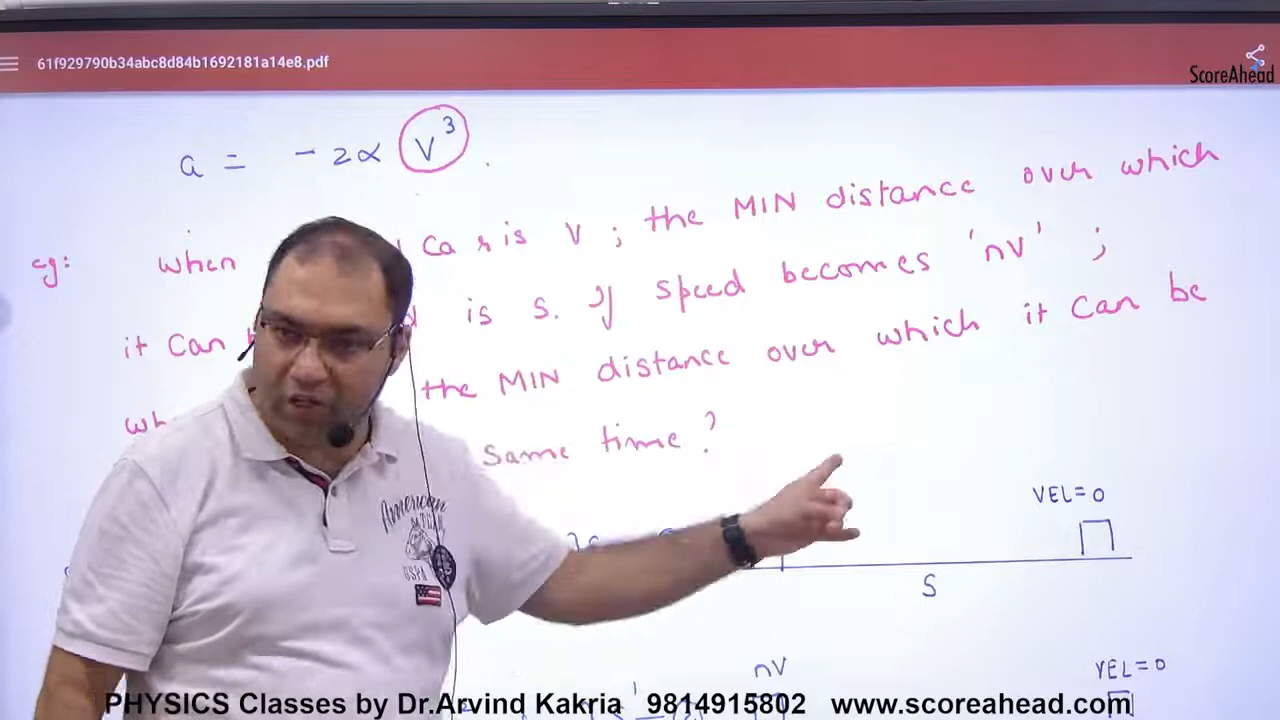 61f929790b34abc8d84b1692181a14e8.pdf
ScoreAhead
a = - 2∝ v³
eg: when Car is v ; the MIN distance over which
it Can is s. If speed becomes 'nv' ;
the MIN distance over which it Can be
same time ?
VEL = 0
S
nv
VEL = 0
American
PHYSICS Classes by Dr.Arvind Kakria 9814915802 www.scoreahead.com